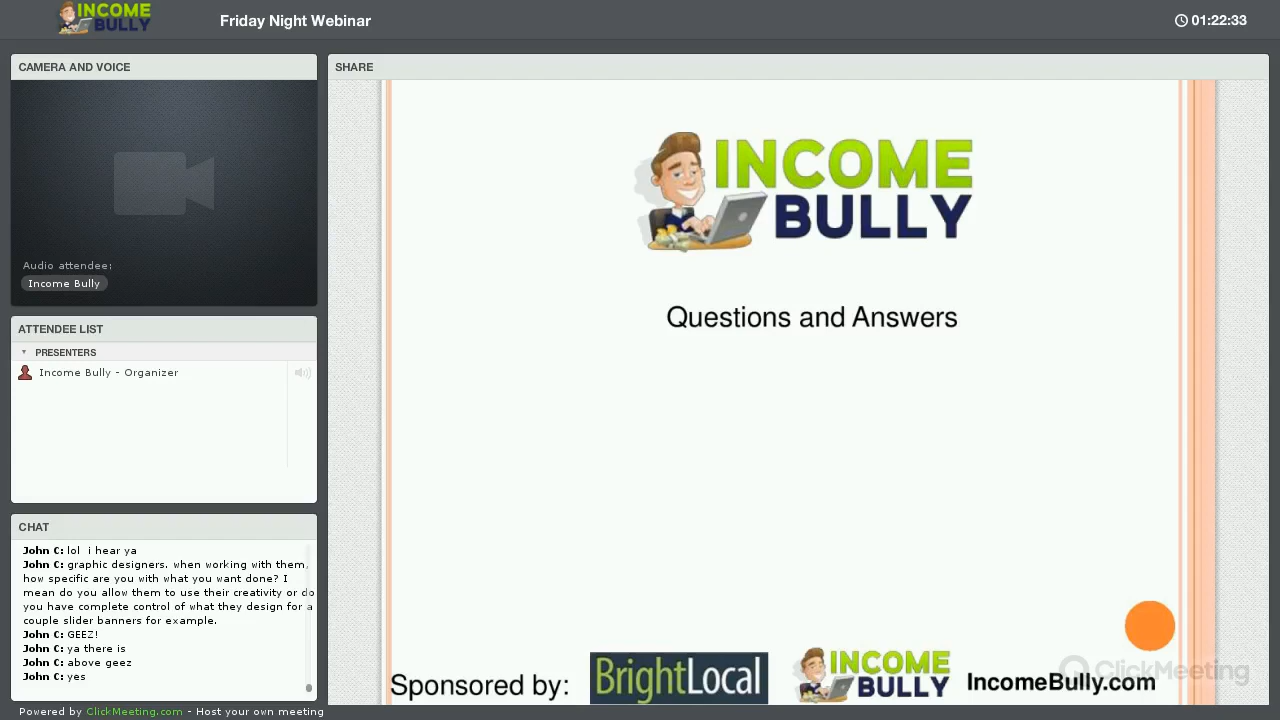 INCOME
BULLY
Friday Night Webinar
01:22:33
CAMERA AND VOICE
Audio attendee:
Income Bully
ATTENDEE LIST
PRESENTERS
Income Bully - Organizer
CHAT
John C: lol i hear ya
John C: graphic designers, when working with them,
how specific are you with what you want done? I
mean do you allow them to use their creativity or do
you have complete control of what they design for a
couple slider banners for example.
John C: GEEZ!
John C: ya there is
John C: above geez
John C: yes
Powered by ClickMeeting.com - Host your own meeting
SHARE
INCOME
BULLY
Questions and Answers
Sponsored by:
BrightLocal
INCOME
BULLY
IncomeBully.com
ClickMeeting